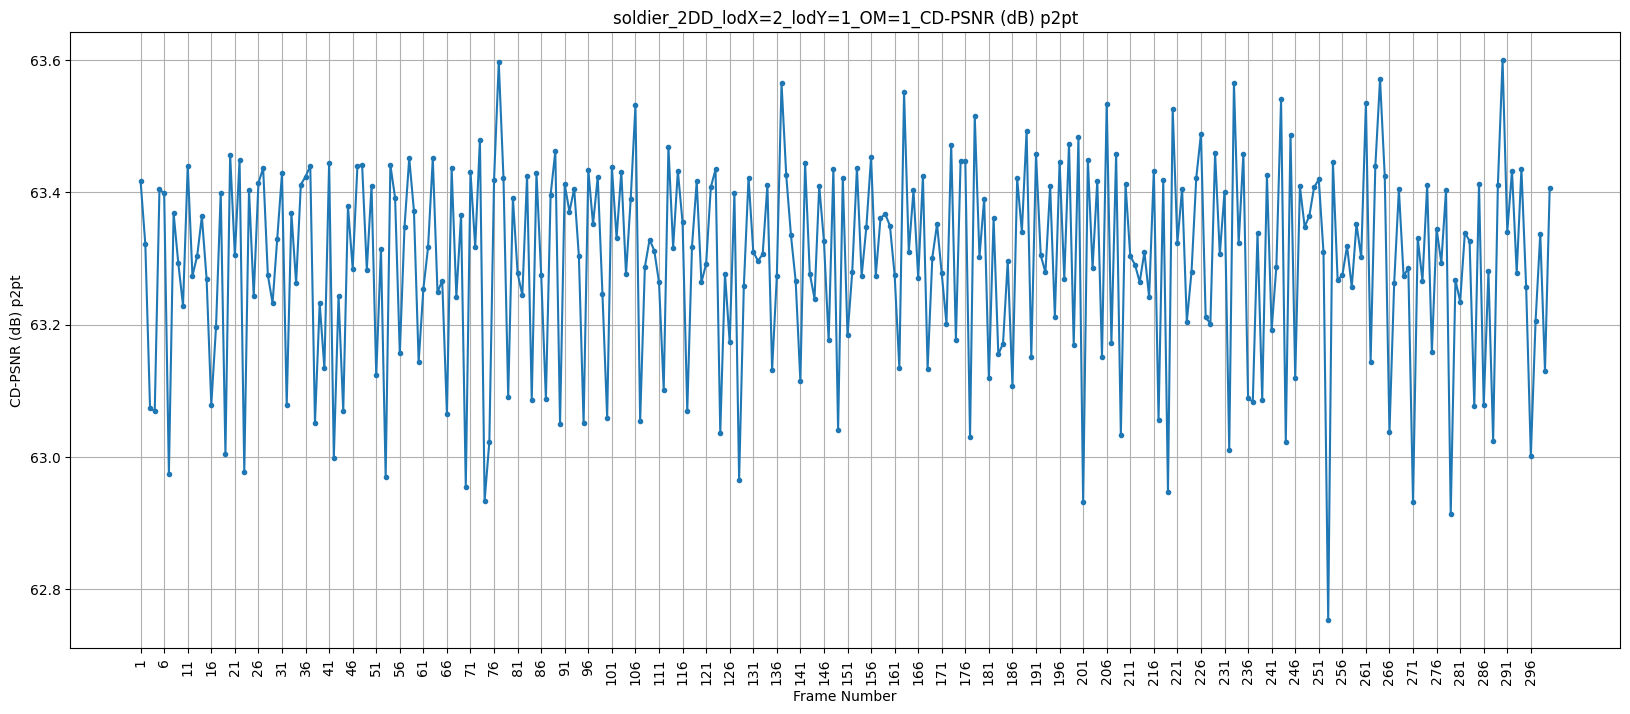 soldier_2DD_lodX=2_lodY=1_OM=1_CD-PSNR (dB) p2pt
CD-PSNR (dB) p2pt
63.6
63.4
63.2
63.0
62.8
1 6 11 16 21 26 31 36 41 46 51 56 61 66 71 76 81 86 91 96 101 106 111 116 121 126 131 136 141 146 151 156 161 166 171 176 181 186 191 196 201 206 211 216 221 226 231 236 241 246 251 256 261 266 271 276 281 286 291 296
Frame Number